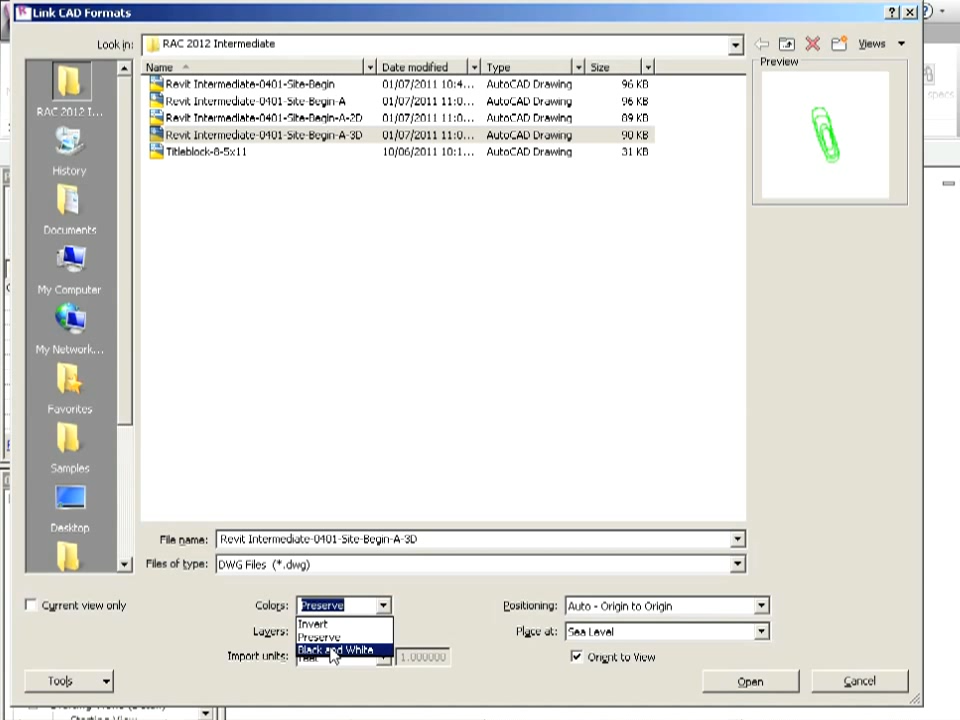 Link CAD Formats
Look in:
RAC 2012 Intermediate
Views
Name
Date modified
Type
Size
Preview
Revit Intermediate-0401-Site-Begin 01/07/2011 10:4... AutoCAD Drawing 96 KB
Revit Intermediate-0401-Site-Begin-A 01/07/2011 11:0... AutoCAD Drawing 96 KB
Revit Intermediate-0401-Site-Begin-A-2D 01/07/2011 11:0... AutoCAD Drawing 89 KB
Revit Intermediate-0401-Site-Begin-A-3D 01/07/2011 11:0... AutoCAD Drawing 90 KB
Titleblock-8-5x11 10/06/2011 10:1... AutoCAD Drawing 31 KB
RAC 2012 I...
History
Documents
My Computer
My Network...
Favorites
Samples
Desktop
File name: Revit Intermediate-0401-Site-Begin-A-3D
Files of type: DWG Files (*.dwg)
Current view only
Colors: Preserve
Invert
Preserve
Black and White
Layers:
Import units:
1.000000
Positioning: Auto - Origin to Origin
Place at: Sea Level
Orient to View
Tools
Open
Cancel
Starting View